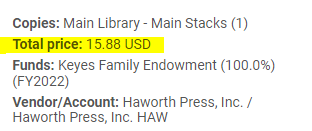 Copies: Main Library - Main Stacks (1)
Total price: 15.88 USD
Funds: Keyes Family Endowment (100.0%)
(FY2022)
Vendor/Account: Haworth Press, Inc. /
Haworth Press, Inc. HAW